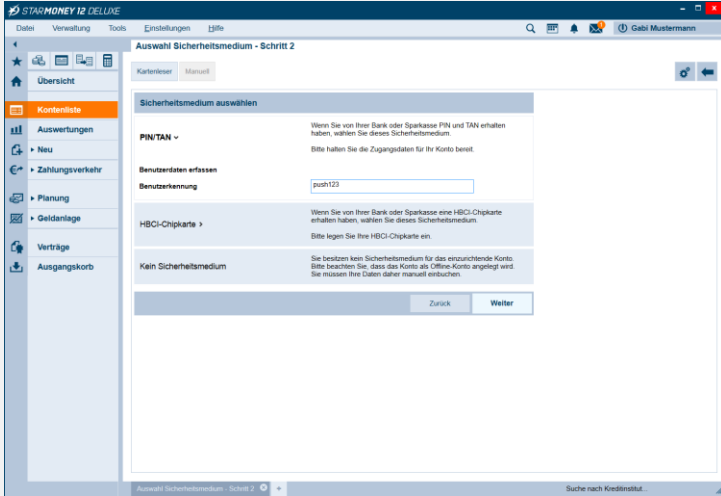 STARMONEY 12 DELUXE
Datei Verwaltung Tools Einstellungen Hilfe
Gabi Mustermann
Auswahl Sicherheitsmedium - Schritt 2
Kartenleser Manuell
Übersicht
Kontenliste
Auswertungen
Neu
Zahlungsverkehr
Planung
Geldanlage
Verträge
Ausgangskorb
Sicherheitsmedium auswählen
PIN/TAN
Wenn Sie von Ihrer Bank oder Sparkasse PIN und TAN erhalten
haben, wählen Sie dieses Sicherheitsmedium.
Bitte halten Sie die Zugangsdaten für Ihr Konto bereit.
Benutzerdaten erfassen
Benutzerkennung push123
HBCI-Chipkarte >
Wenn Sie von Ihrer Bank oder Sparkasse eine HBCI-Chipkarte
erhalten haben, wählen Sie dieses Sicherheitsmedium.
Bitte legen Sie Ihre HBCI-Chipkarte ein.
Kein Sicherheitsmedium
Sie besitzen kein Sicherheitsmedium für das einzurichtende Konto.
Bitte beachten Sie, dass das Konto als Offline-Konto angelegt wird.
Sie müssen Ihre Daten daher manuell einbuchen.
Zurück Weiter
Auswahl Sicherheitsmedium - Schritt 2 +
Suche nach Kreditinstitut...